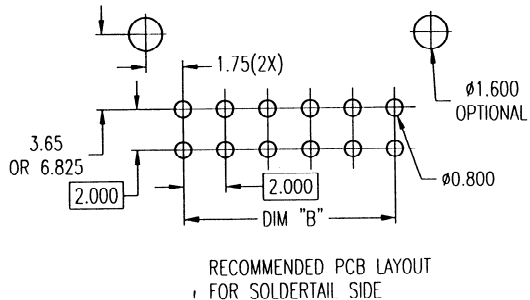 1.75(2X)
ø1.600
OPTIONAL
3.65
OR 6.825
2.000
2.000
ø0.800
DIM "B"
RECOMMENDED PCB LAYOUT
FOR SOLDERTAIL SIDE